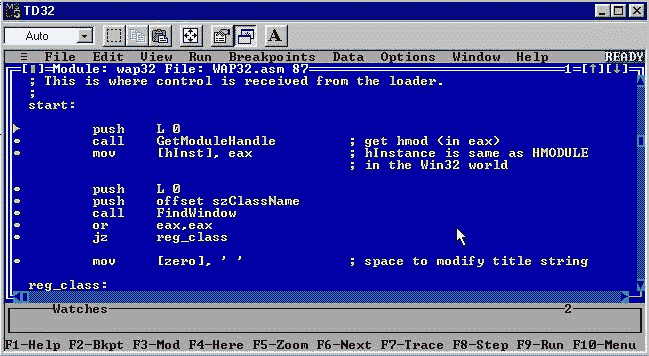 TD32
Auto
A
≡ File Edit View Run Breakpoints Data Options Window Help READY
=[■]=Module: wap32 File: WAP32.asm 87 1=[↑][↓]=
; This is where control is received from the loader.
;
start:
push L 0
call GetModuleHandle ; get hmod (in eax)
mov [hInst], eax ; hInstance is same as HMODULE
; in the Win32 world
push L 0
push offset szClassName
call FindWindow
or eax,eax
jz reg_class
mov [zero], ' ' ; space to modify title string
reg_class:
Watches 2
F1-Help F2-Bkpt F3-Mod F4-Here F5-Zoom F6-Next F7-Trace F8-Step F9-Run F10-Menu